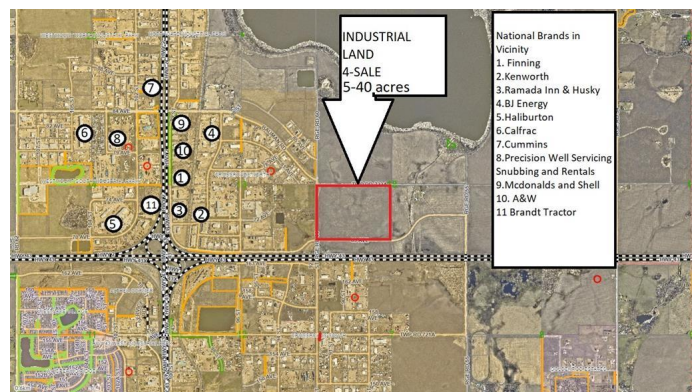 INDUSTRIAL
LAND
4-SALE
5-40 acres
National Brands in
Vicinity
1. Finning
2.Kenworth
3.Ramada Inn & Husky
4.BJ Energy
5.Haliburton
6.Calfrac
7.Cummins
8.Precision Well Servicing
Snubbing and Rentals
9.Mcdonalds and Shell
10. A&W
11 Brandt Tractor
7
9
6
8
4
10
1
11
3
2
5